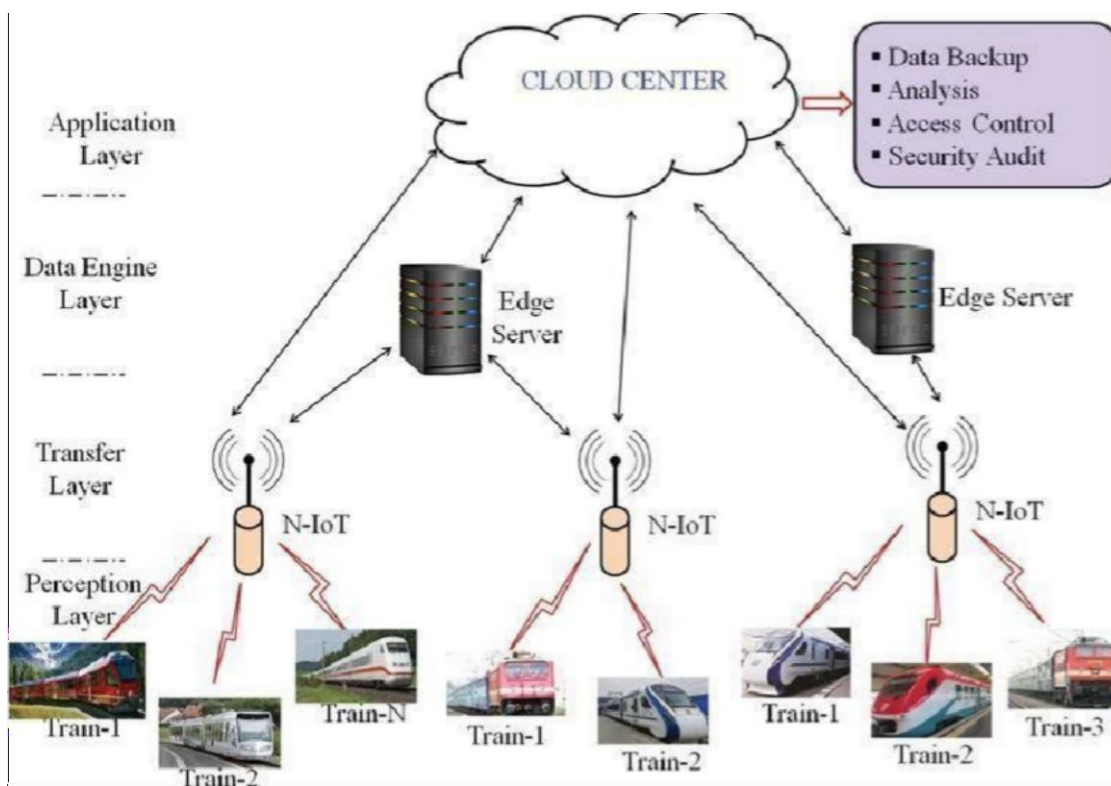 CLOUD CENTER
▪ Data Backup
▪ Analysis
▪ Access Control
▪ Security Audit
Application
Layer
Data Engine
Layer
Edge
Server
Edge Server
Transfer
Layer
N-IoT
N-IoT
N-IoT
Perception
Layer
Train-1
Train-2
Train-N
Train-1
Train-2
Train-1
Train-2
Train-3